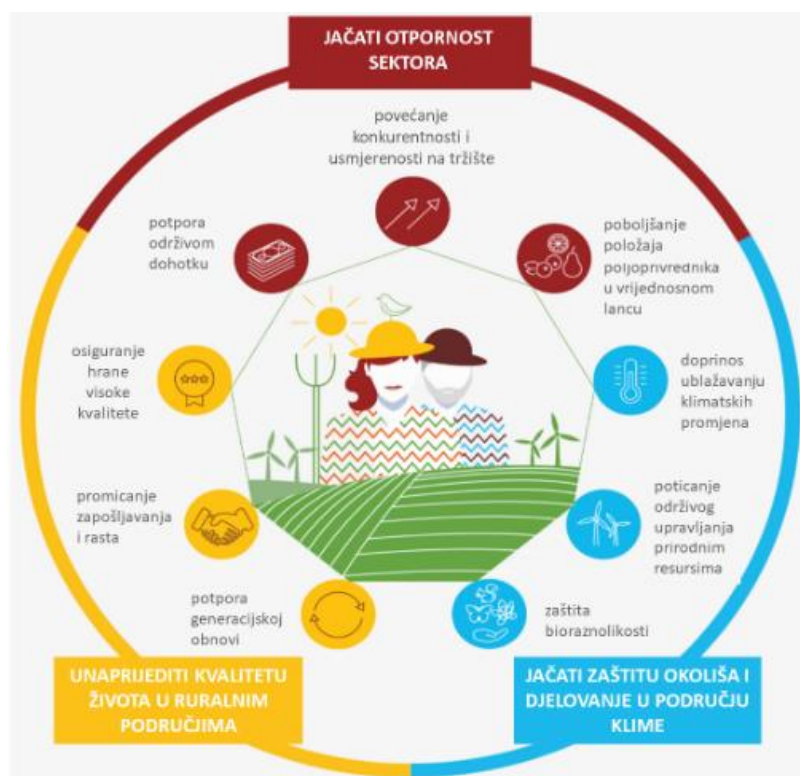 JAČATI OTPORNOST
SEKTORA
povećanje
konkurentnosti i
usmjerenosti na tržište
potpora
održivom
dohotku
poboljšanje
položaja
poljoprivrednika
u vrijednosnom
lancu
osiguranje
hrane
visoke
kvalitete
doprinos
ublažavanju
klimatskih
promjena
promicanje
zapošljavanja
i rasta
poticanje
održivog
upravljanja
prirodnim
resursima
potpora
generacijskoj
obnovi
zaštita
bioraznolikosti
UNAPRIJEDITI KVALITETU
ŽIVOTA U RURALNIM
PODRUČJIMA
JAČATI ZAŠTITU OKOLIŠA I
DJELOVANJE U PODRUČJU
KLIME